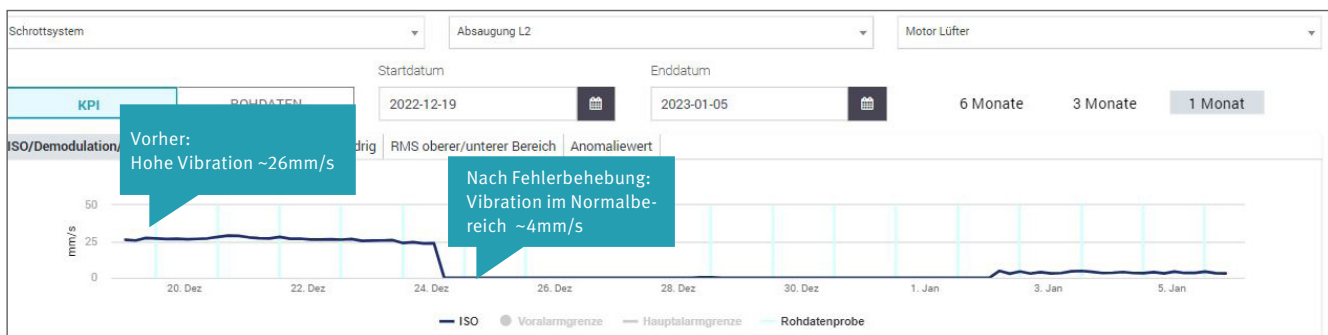 Schrottsystem
Absaugung L2
Motor Lüfter
Startdatum
Enddatum
KPI
ROHDATEN
2022-12-19
2023-01-05
6 Monate
3 Monate
1 Monat
Vorher:
Hohe Vibration ~26mm/s
ISO/Demodulation/
drig
RMS oberer/unterer Bereich
Anomaliewert
Nach Fehlerbehebung:
Vibration im Normalbe-
reich ~4mm/s
mm/s
50
25
0
20. Dez
22. Dez
24. Dez
26. Dez
28. Dez
30. Dez
1. Jan
3. Jan
5. Jan
ISO
Voralarmgrenze
Hauptalarmgrenze
Rohdatenprobe